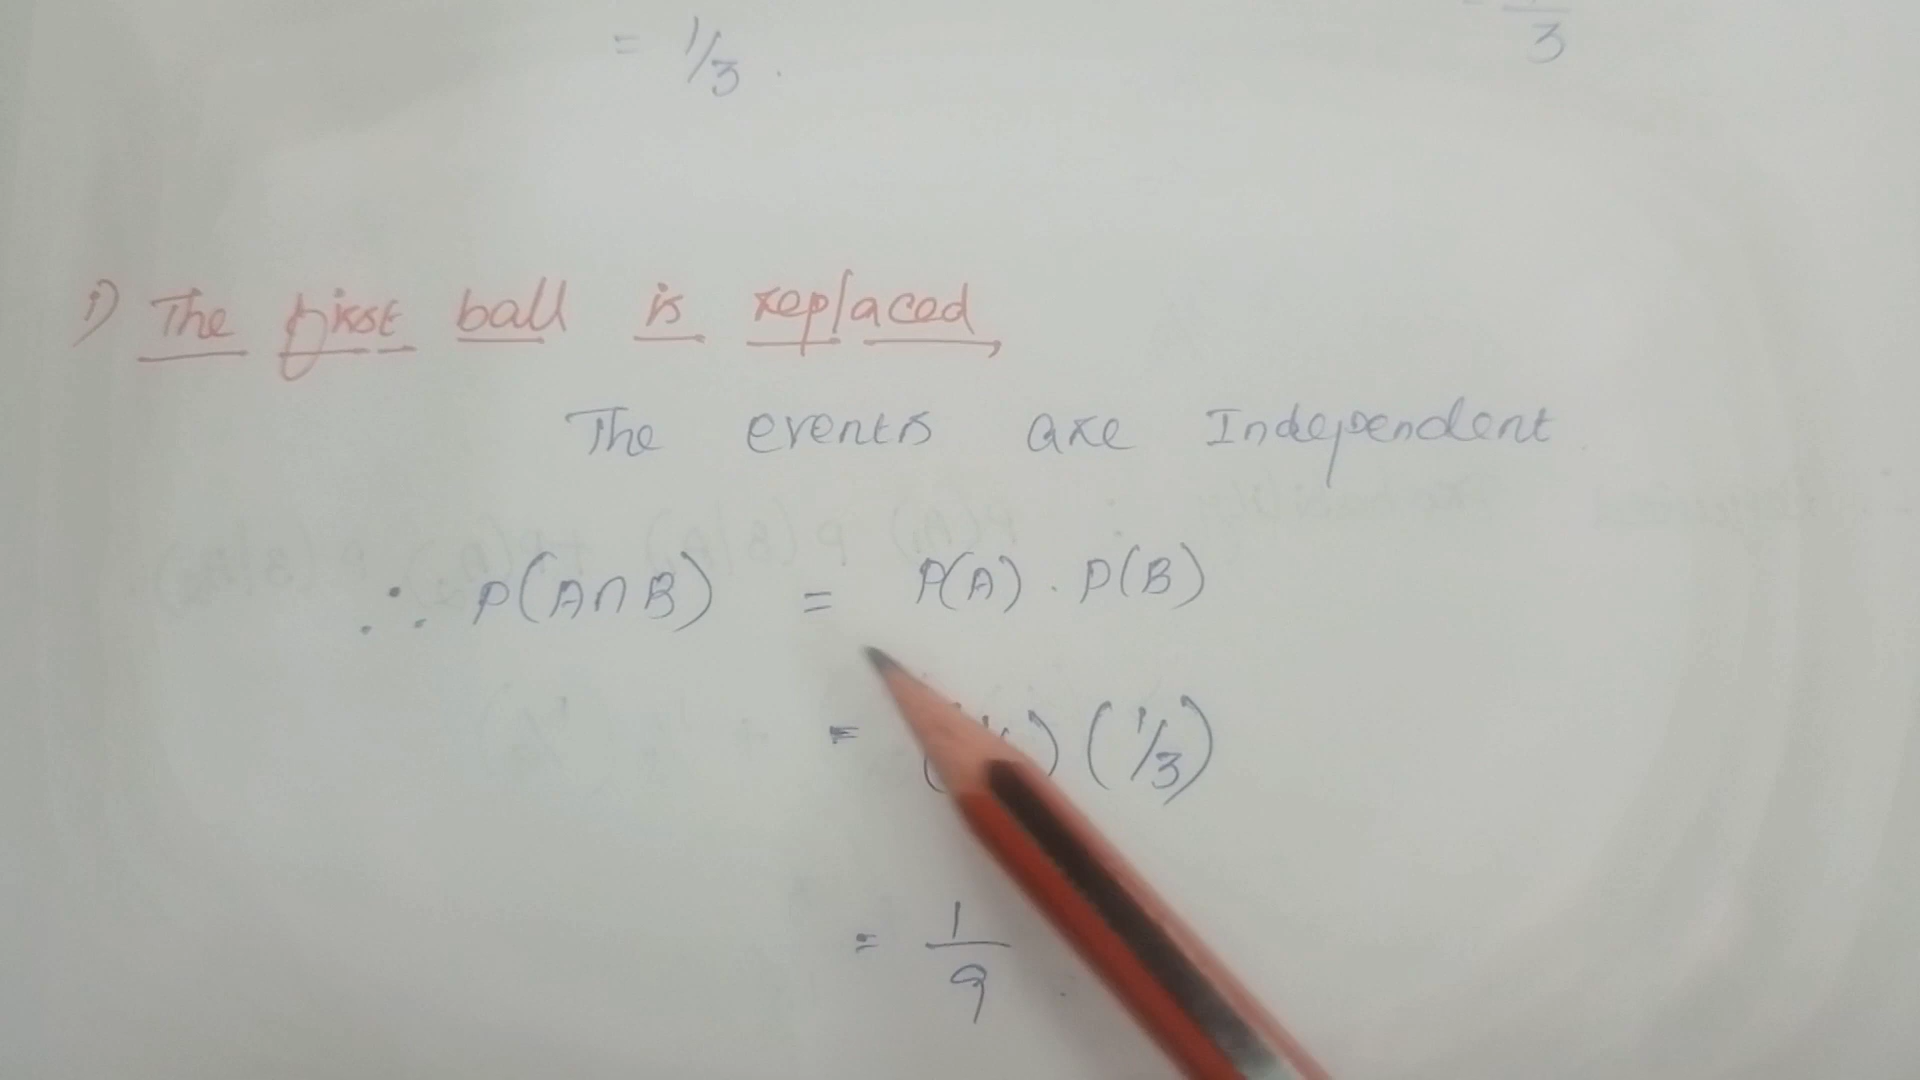 = 1/3 .
3
i) The first ball is replaced,
The events are Independent
∴ P(A∩B) = P(A) . P(B)
= ( ) (1/3)
= 1/9 .